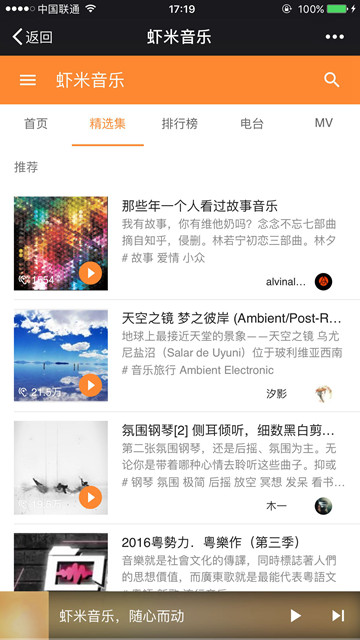 中国联通 17:19 100%
返回 虾米音乐
虾米音乐
首页 精选集 排行榜 电台 MV
推荐
那些年一个人看过故事音乐
我有故事，你有维他奶吗？念念不忘七部曲
摘自知乎，侵删。林若宁初恋三部曲。林夕
# 故事 爱情 小众
1654
alvinal...
天空之镜 梦之彼岸 (Ambient/Post-R...
地球上最接近天堂的景象——天空之镜 乌尤
尼盐沼（Salar de Uyuni）位于玻利维亚西南
# 音乐旅行 Ambient Electronic
21.5万
汐影
氛围钢琴[2] 侧耳倾听，细数黑白剪...
第二张氛围钢琴，还是后摇、氛围为主。无
论你是带着哪种心情去聆听这些曲子。抑或
# 钢琴 氛围 极简 后摇 放空 冥想 发呆 看书...
木一
2016粤勢力．粵樂作（第三季）
音樂就是社會文化的傳譯，同時標誌著人們
的思想價值，而廣東歌就是最能代表粵語文
虾米音乐，随心而动